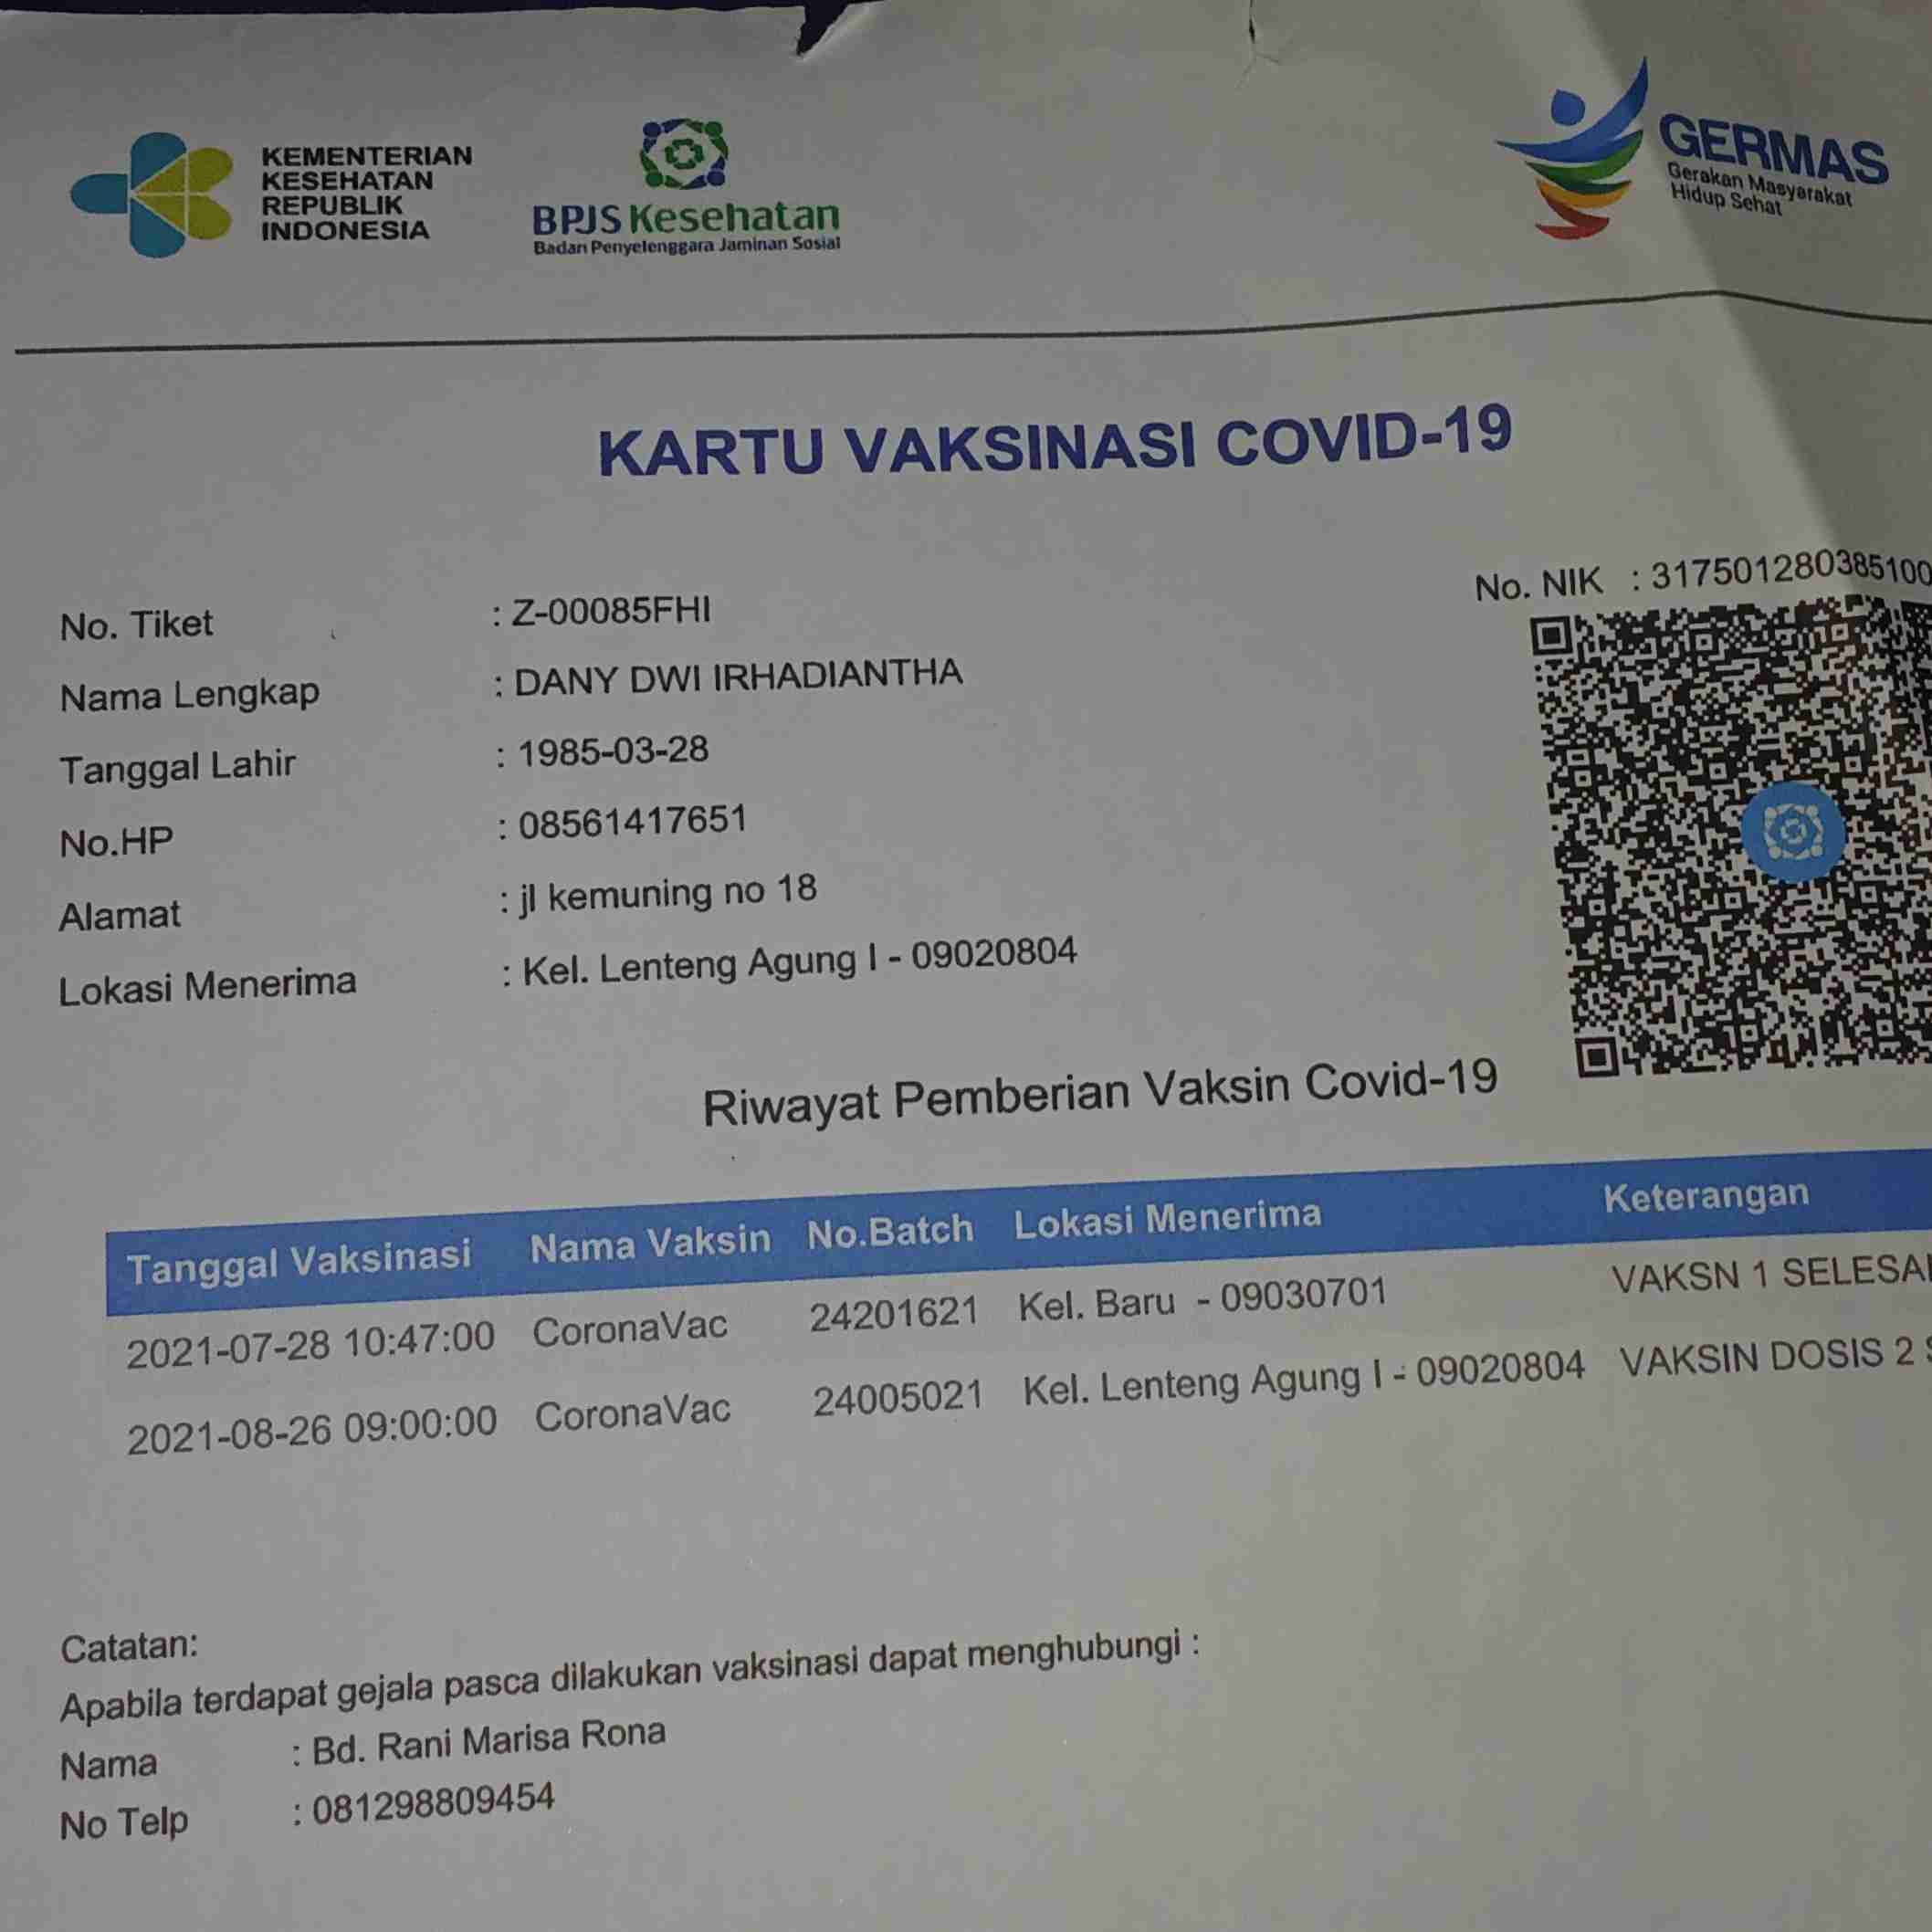 KEMENTERIAN
KESEHATAN
REPUBLIK
INDONESIA
BPJS Kesehatan
Badan Penyelenggara Jaminan Sosial
GERMAS
Gerakan Masyarakat
Hidup Sehat
KARTU VAKSINASI COVID-19
No. NIK : 317501280385100
No. Tiket : Z-00085FHI
Nama Lengkap : DANY DWI IRHADIANTHA
Tanggal Lahir : 1985-03-28
No.HP : 08561417651
Alamat : jl kemuning no 18
Lokasi Menerima : Kel. Lenteng Agung I - 09020804
Riwayat Pemberian Vaksin Covid-19
Tanggal Vaksinasi Nama Vaksin No.Batch Lokasi Menerima Keterangan
2021-07-28 10:47:00 CoronaVac 24201621 Kel. Baru - 09030701 VAKSN 1 SELESAI
2021-08-26 09:00:00 CoronaVac 24005021 Kel. Lenteng Agung I - 09020804 VAKSIN DOSIS 2
Catatan:
Apabila terdapat gejala pasca dilakukan vaksinasi dapat menghubungi :
Nama : Bd. Rani Marisa Rona
No Telp : 081298809454